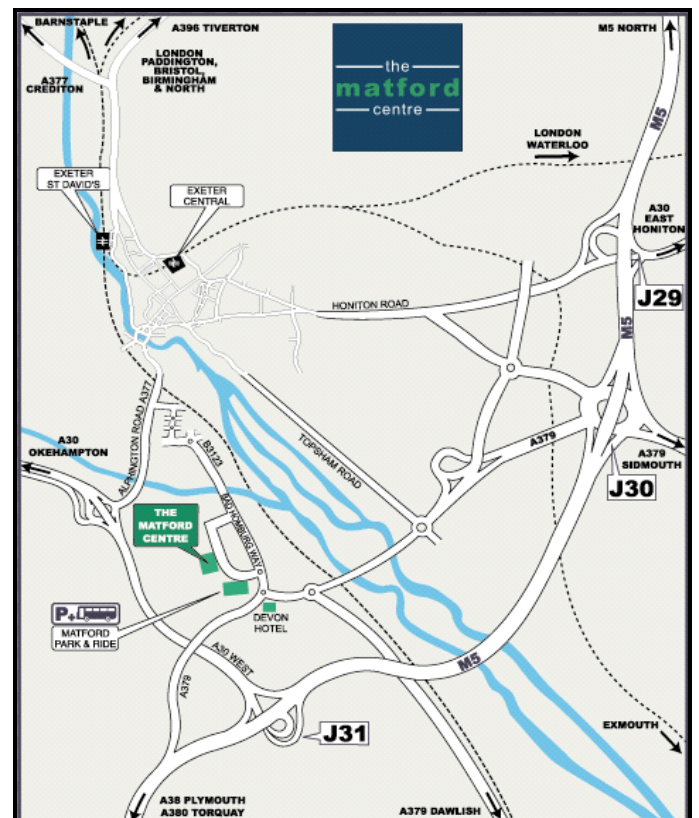 BARNSTAPLE
A396 TIVERTON
M5 NORTH
the
matford
centre
LONDON
PADDINGTON,
BRISTOL,
BIRMINGHAM
& NORTH
A377
CREDITON
M5
LONDON
WATERLOO
EXETER
ST DAVID'S
EXETER
CENTRAL
A30
EAST
HONITON
J29
HONITON ROAD
M5
ALPHINGTON ROAD A377
A30
OKEHAMPTON
B3123
TOPSHAM ROAD
A379
A379
SIDMOUTH
J30
THE
MATFORD
CENTRE
BAD HOMBURG WAY
P+
MATFORD
PARK & RIDE
DEVON
HOTEL
A30 WEST
A379
M5
J31
EXMOUTH
A38 PLYMOUTH
A380 TORQUAY
A379 DAWLISH